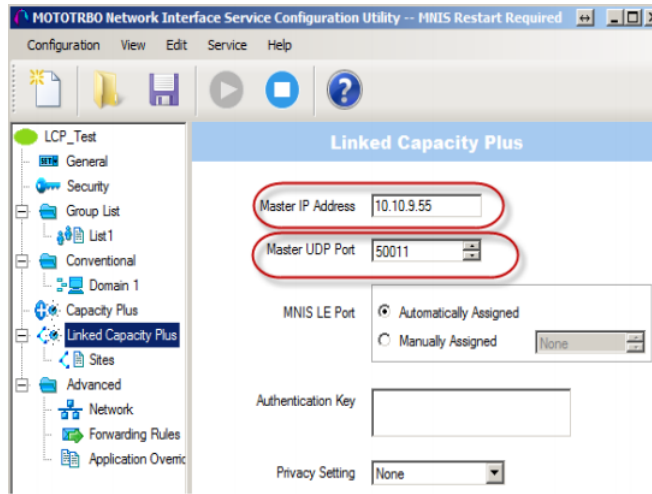 MOTOTRBO Network Interface Service Configuration Utility -- MNIS Restart Required
Configuration View Edit Service Help
LCP_Test
General
Security
Group List
List1
Conventional
Domain 1
Capacity Plus
Linked Capacity Plus
Sites
Advanced
Network
Forwarding Rules
Application Overric
Linked Capacity Plus
Master IP Address 10.10.9.55
Master UDP Port 50011
MNIS LE Port
Automatically Assigned
Manually Assigned None
Authentication Key
Privacy Setting None